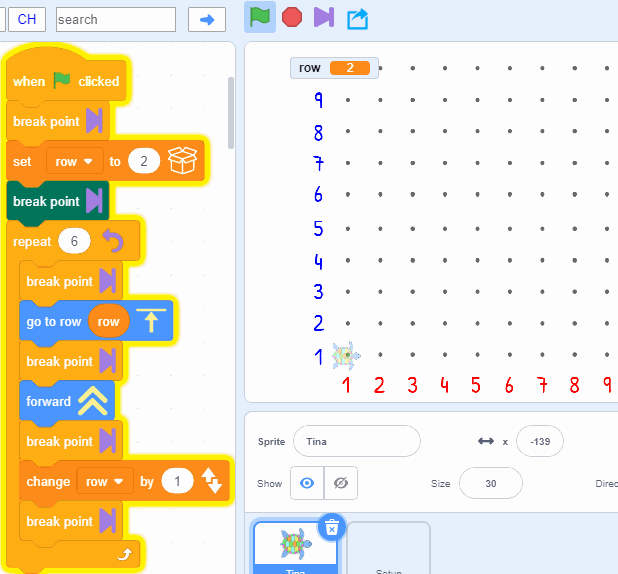 CH
search
when clicked
break point
set row to 2
break point
repeat 6
break point
go to row row
break point
forward
break point
change row by 1
break point
row 2
9
8
7
6
5
4
3
2
1
1 2 3 4 5 6 7 8 9
Sprite Tina x -139
Show Size 30 Direc
Tina